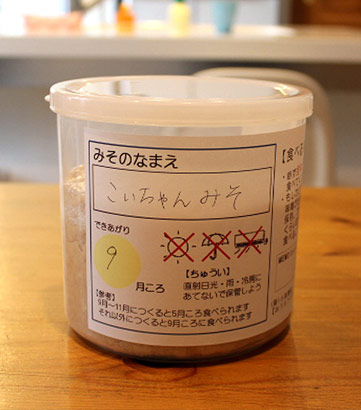 みそのなまえ
こいちゃんみそ
できあがり
9
月ころ
【ちゅうい】
直射日光・雨・冷房に
あてないで保管しよう
【参考】
9月〜11月につくると5月ころ食べられます
それ以外につくると9月ころに食べられます
【食べ